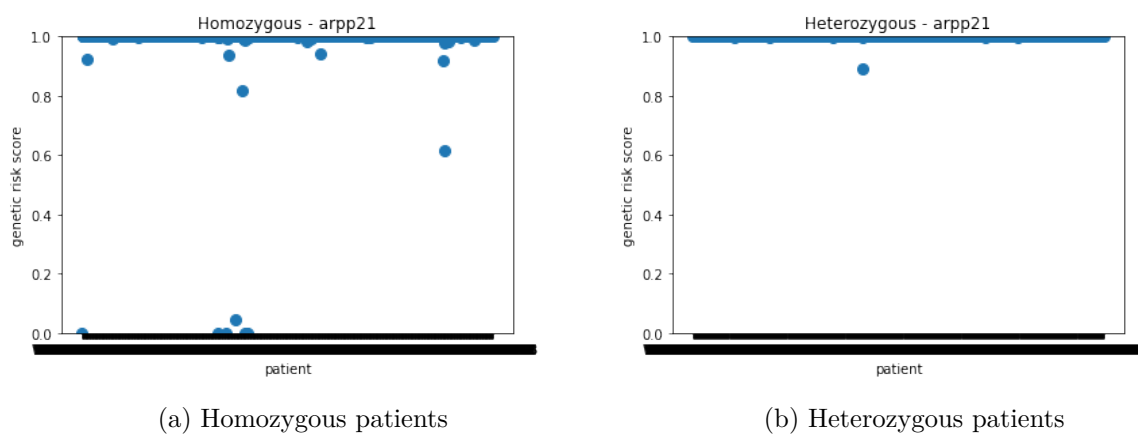 Homozygous - arpp21
1.0
0.8
0.6
0.4
0.2
0.0
genetic risk score
patient
(a) Homozygous patients
Heterozygous - arpp21
1.0
0.8
0.6
0.4
0.2
0.0
genetic risk score
patient
(b) Heterozygous patients